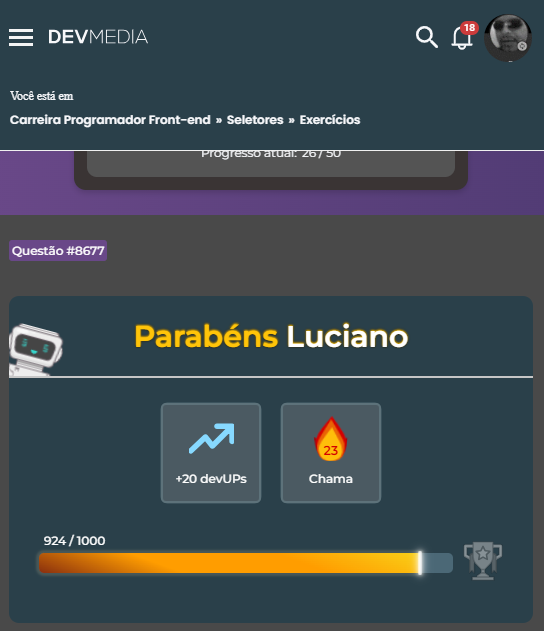 DEVMEDIA
18
Você está em
Carreira Programador Front-end » Seletores » Exercícios
Progresso atual: 26 / 50
Questão #8677
Parabéns Luciano
23
+20 devUPs
Chama
924 / 1000